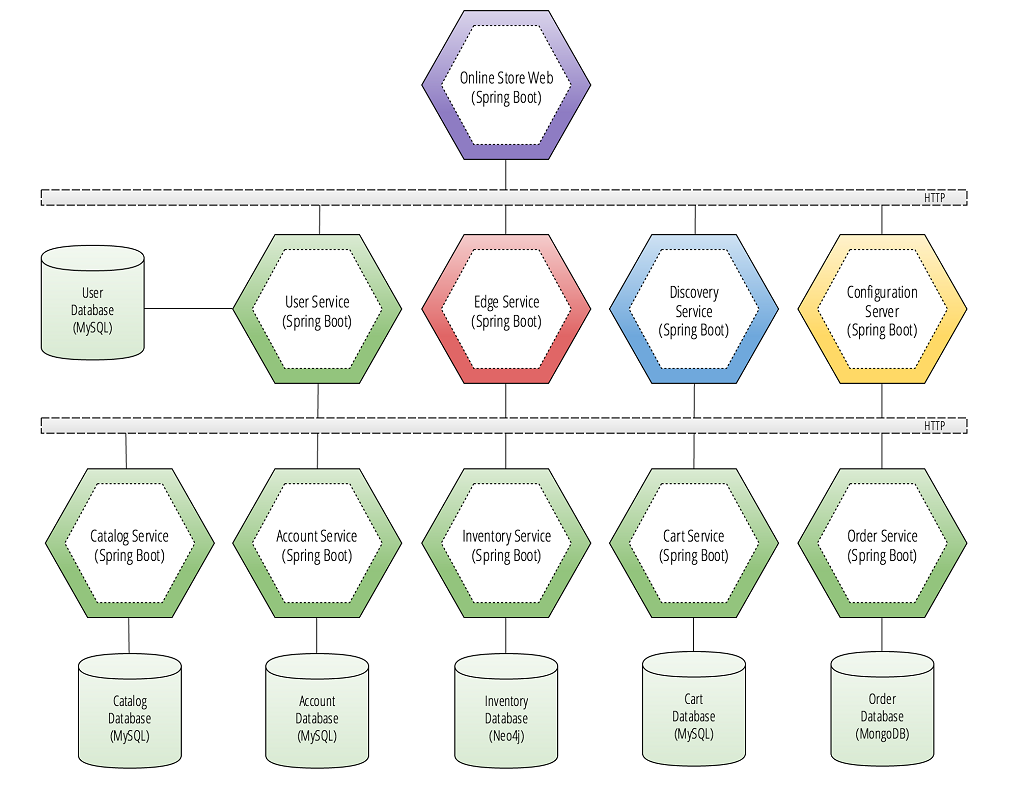 Online Store Web
(Spring Boot)
HTTP
User
Database
(MySQL)
User Service
(Spring Boot)
Edge Service
(Spring Boot)
Discovery
Service
(Spring Boot)
Configuration
Server
(Spring Boot)
HTTP
Catalog Service
(Spring Boot)
Account Service
(Spring Boot)
Inventory Service
(Spring Boot)
Cart Service
(Spring Boot)
Order Service
(Spring Boot)
Catalog
Database
(MySQL)
Account
Database
(MySQL)
Inventory
Database
(Neo4j)
Cart
Database
(MySQL)
Order
Database
(MongoDB)